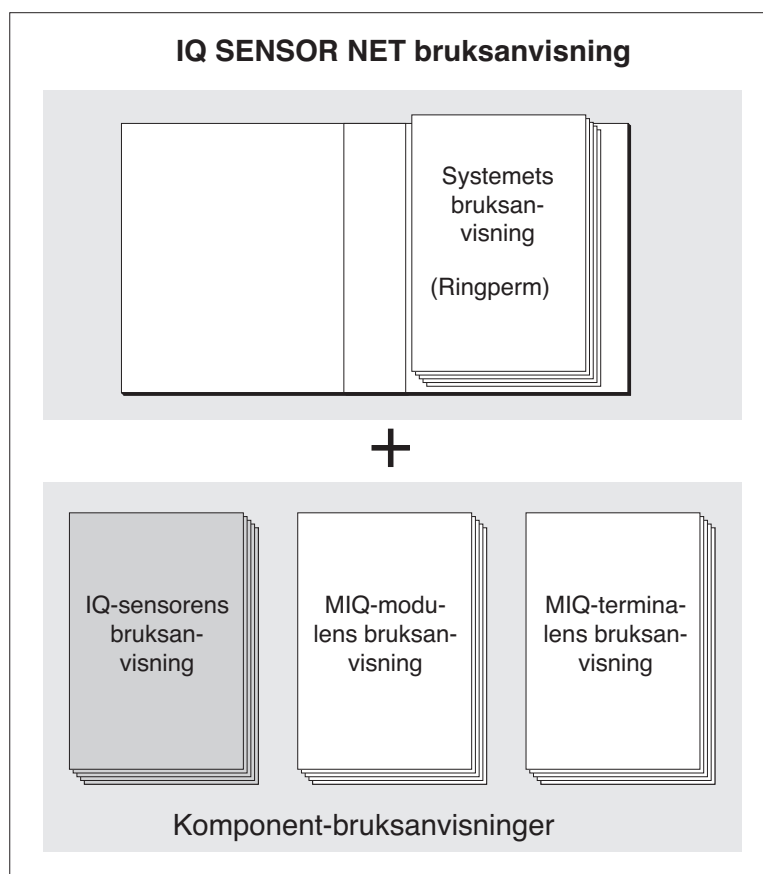 IQ SENSOR NET bruksanvisning
Systemets
bruksan-
visning
(Ringperm)
+
IQ-sensorens
bruksan-
visning
MIQ-modu-
lens bruksan-
visning
MIQ-termina-
lens bruksan-
visning
Komponent-bruksanvisninger